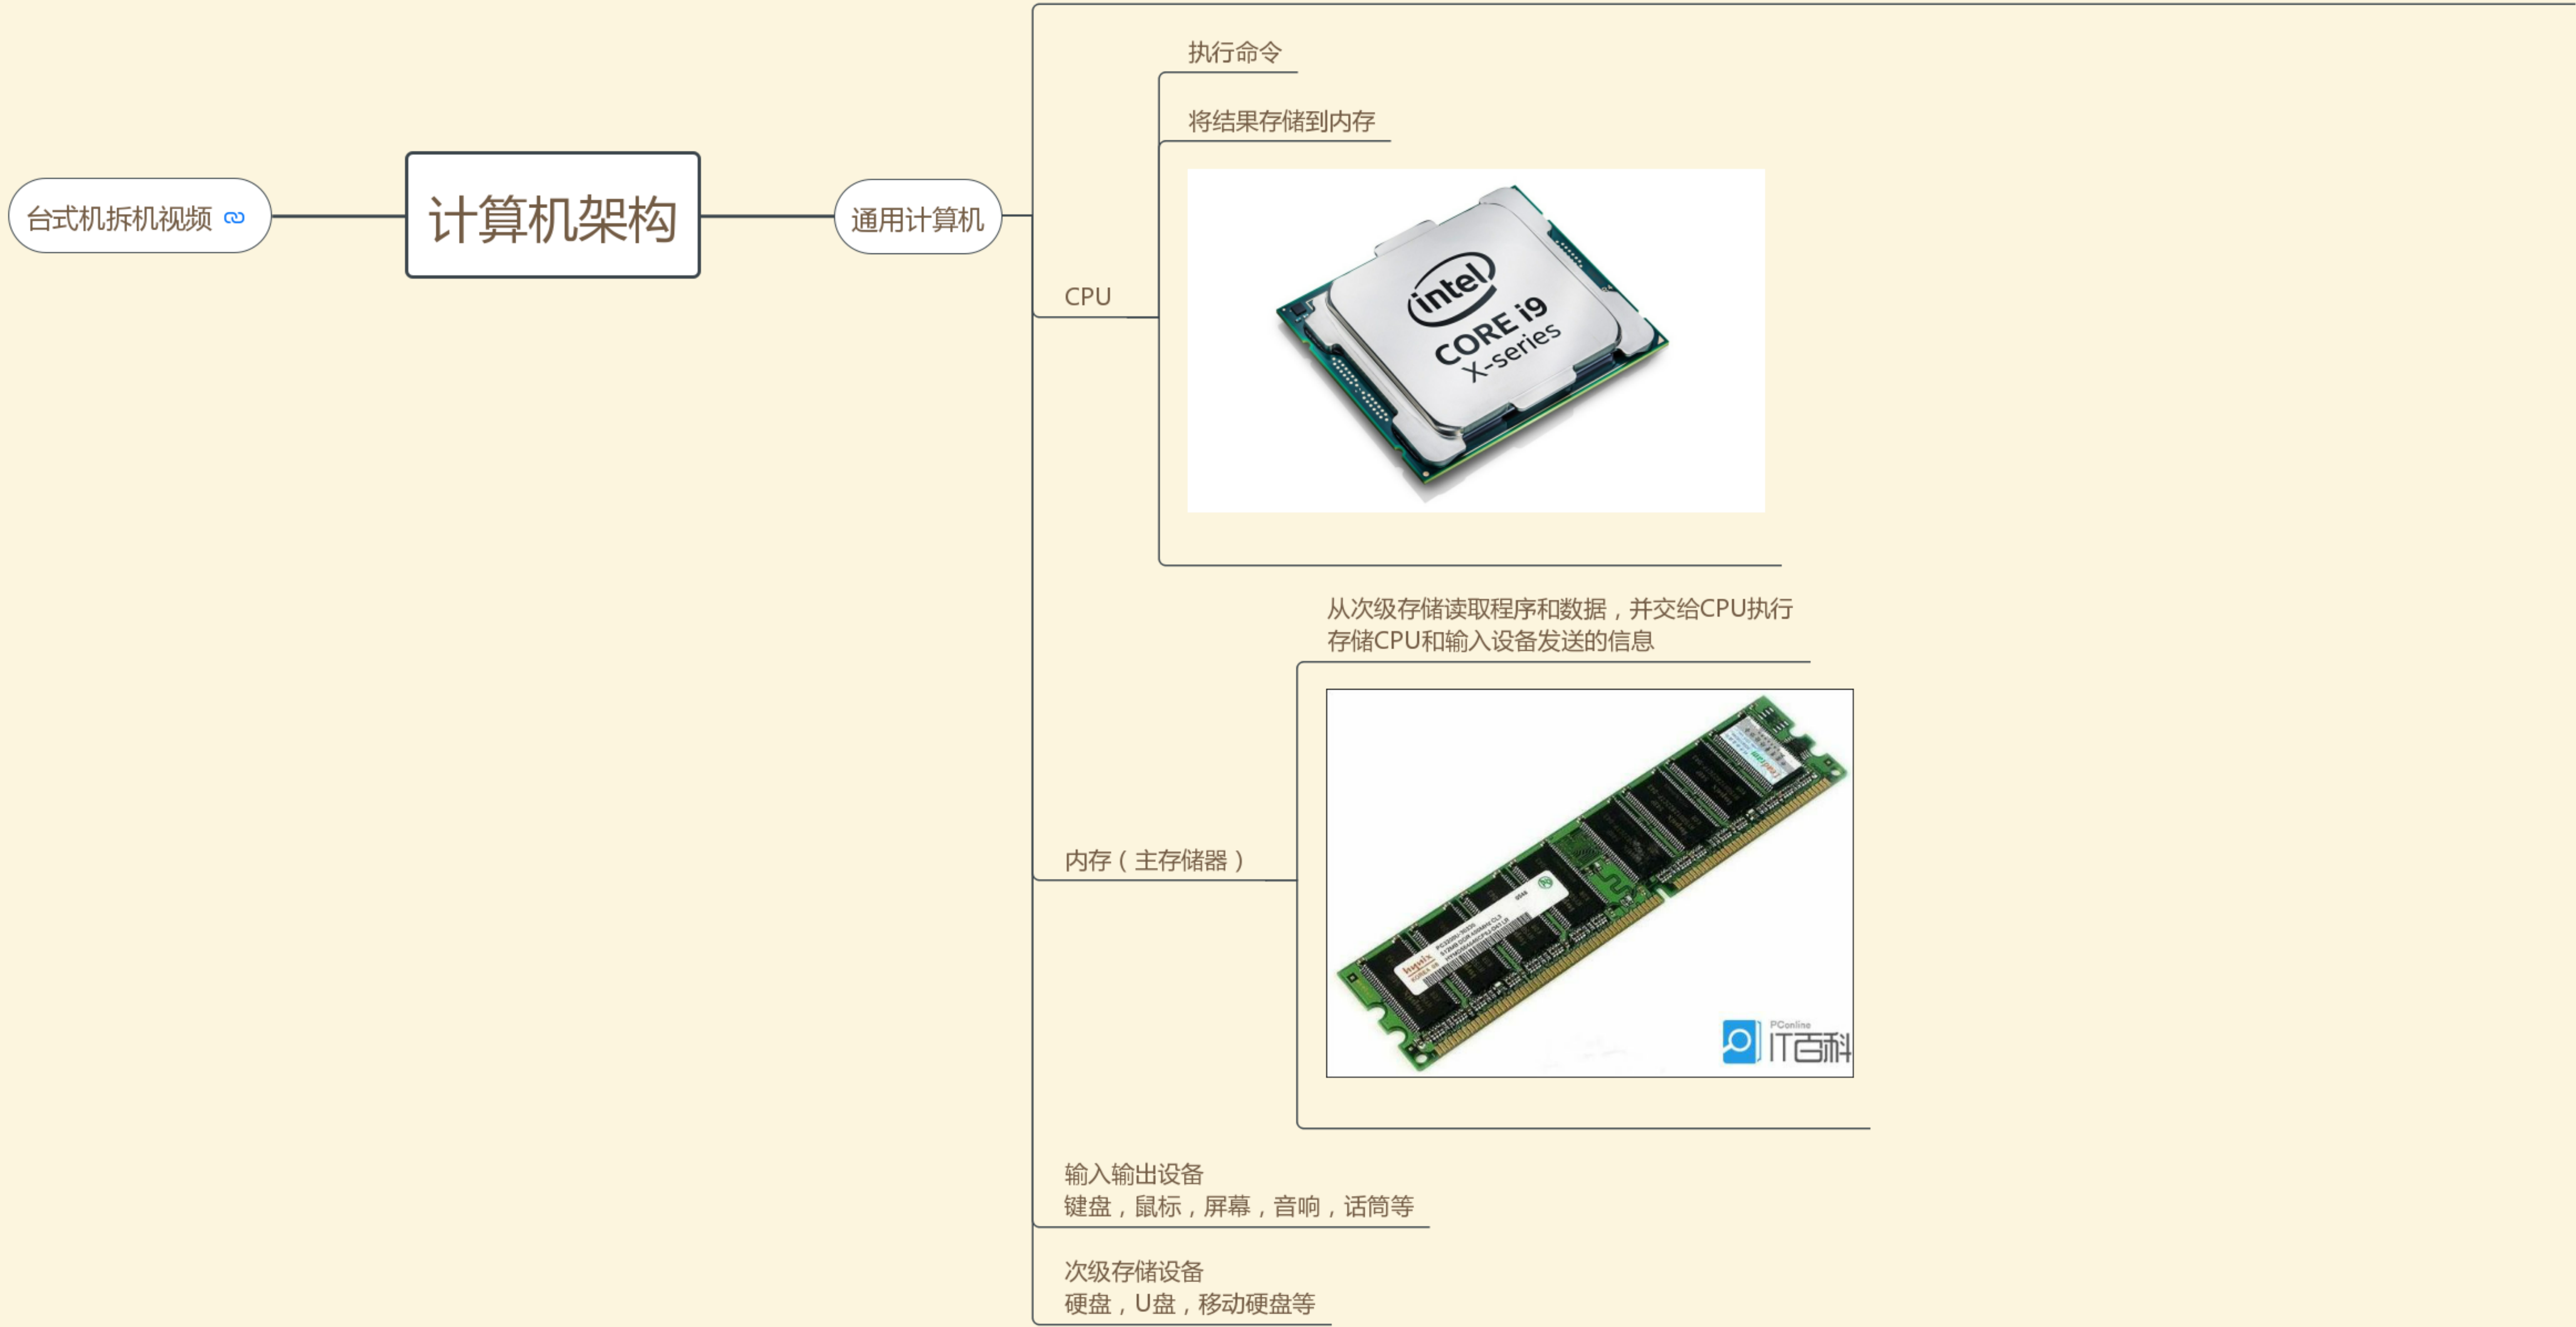 台式机拆机视频
计算机架构
通用计算机
执行命令
将结果存储到内存
CPU
intel
CORE i9
X-series
从次级存储读取程序和数据，并交给CPU执行
存储CPU和输入设备发送的信息
内存（主存储器）
hynix
KOREA
PConline
IT百科
输入输出设备
键盘，鼠标，屏幕，音响，话筒等
次级存储设备
硬盘，U盘，移动硬盘等